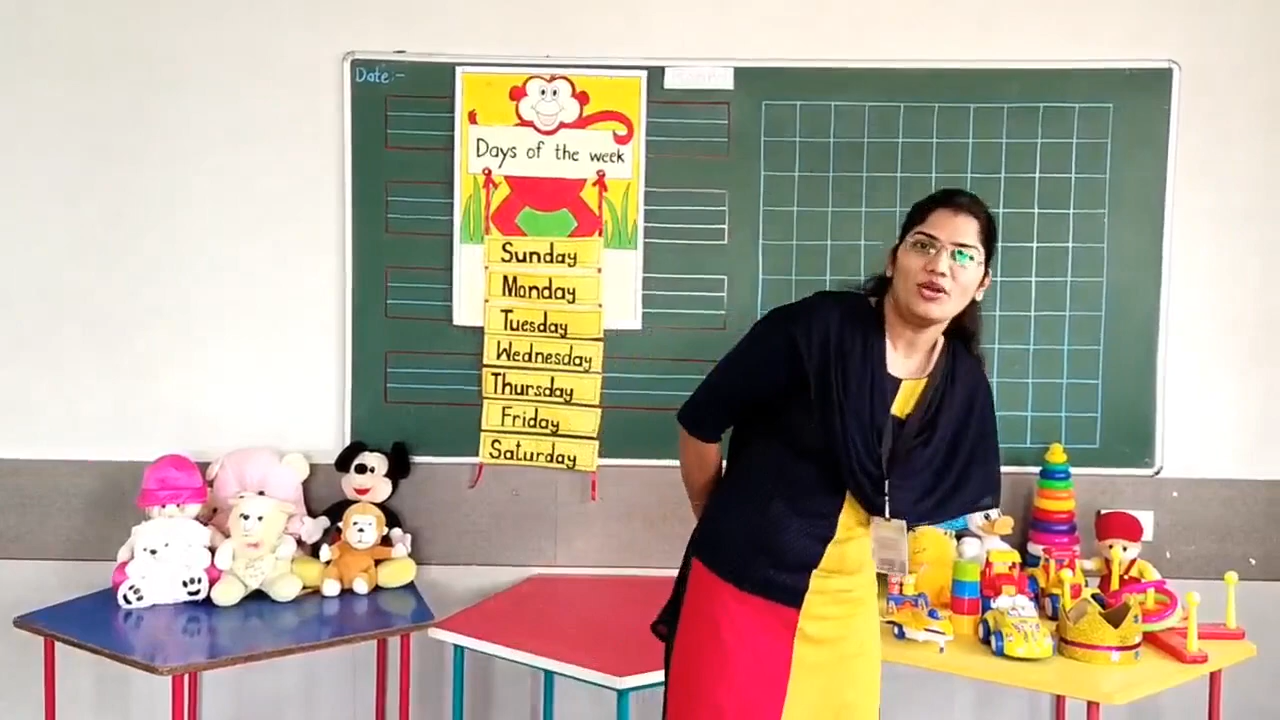 Date:-
Days of the week
Sunday
Monday
Tuesday
Wednesday
Thursday
Friday
Saturday